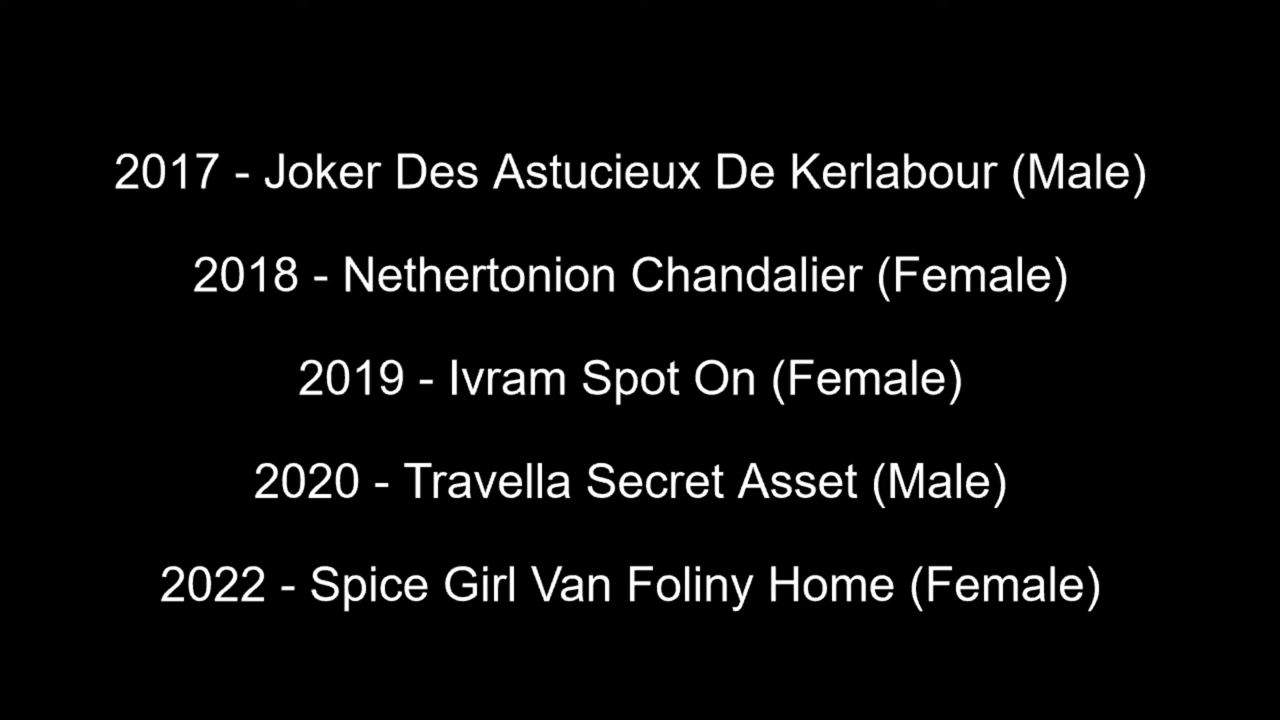 2017 - Joker Des Astucieux De Kerlabour (Male)
2018 - Nethertonion Chandalier (Female)
2019 - Ivram Spot On (Female)
2020 - Travella Secret Asset (Male)
2022 - Spice Girl Van Foliny Home (Female)